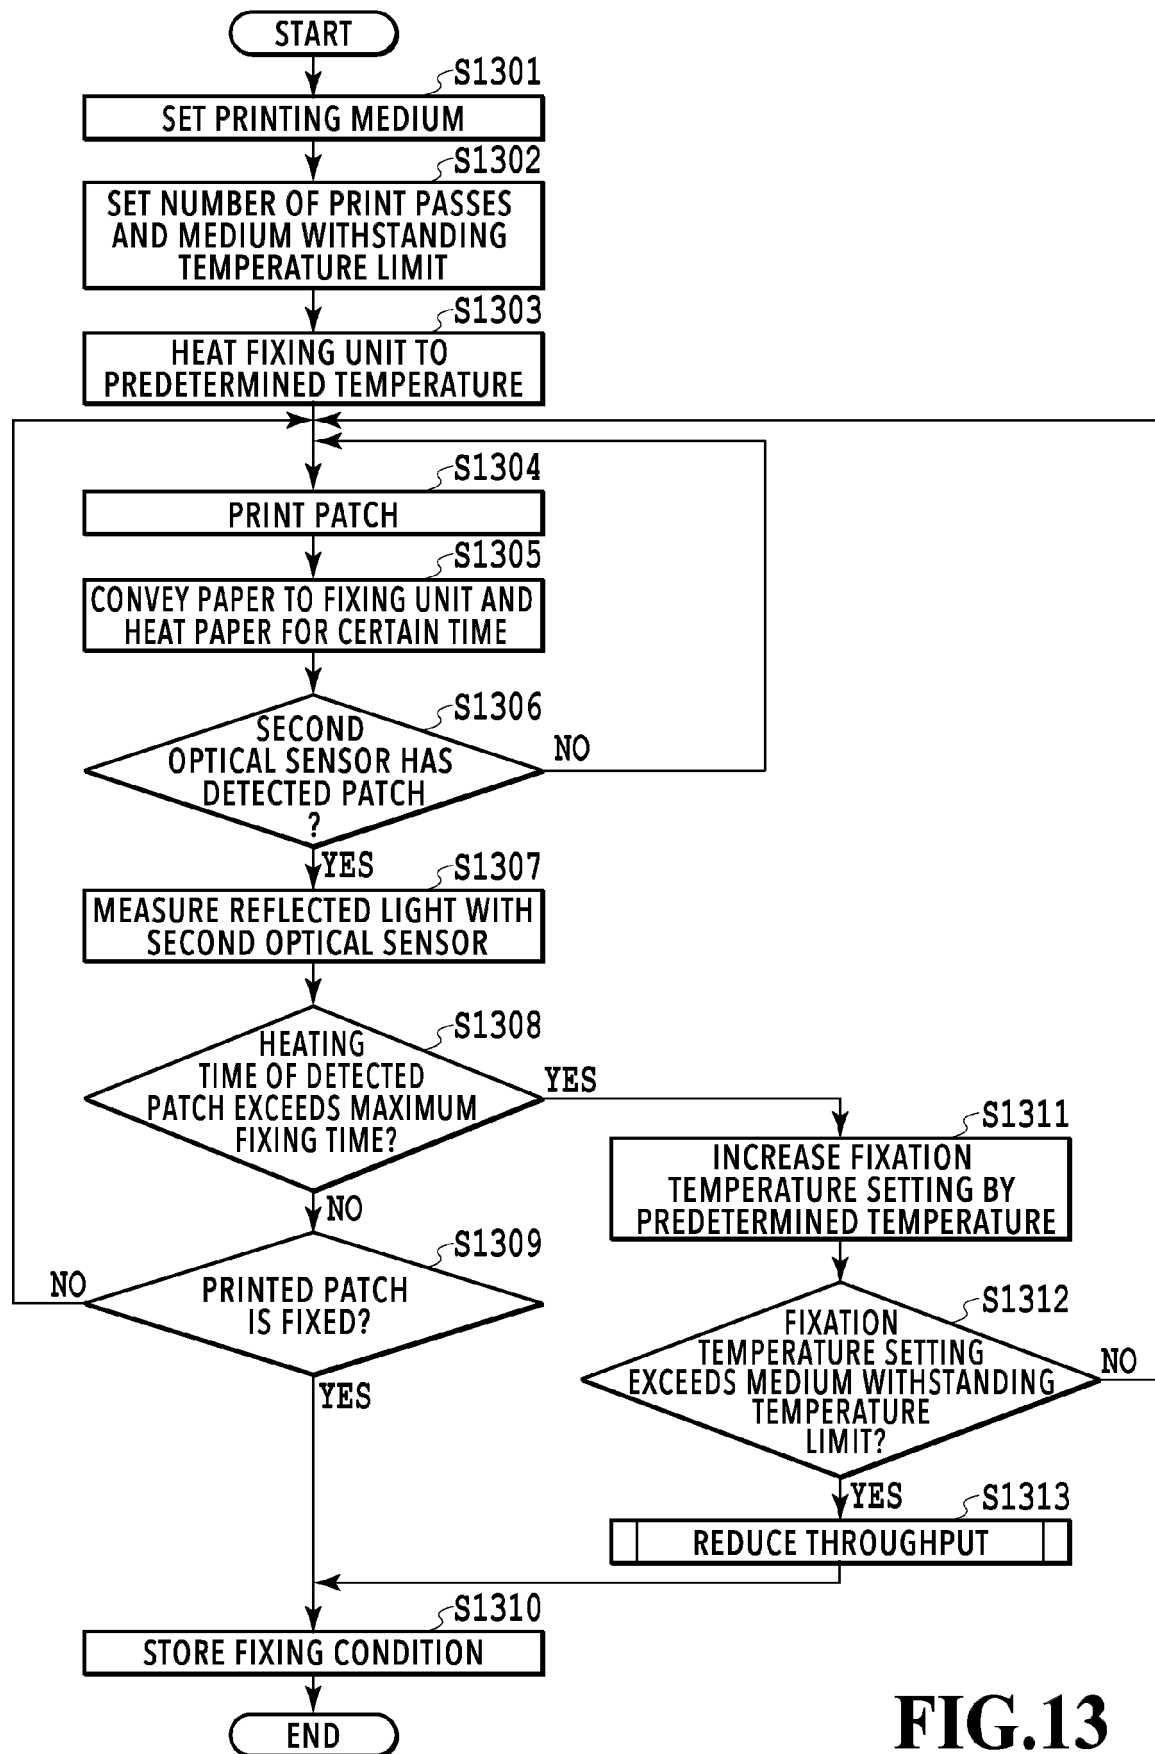 START
S1301
SET PRINTING MEDIUM
S1302
SET NUMBER OF PRINT PASSES
AND MEDIUM WITHSTANDING
TEMPERATURE LIMIT
S1303
HEAT FIXING UNIT TO
PREDETERMINED TEMPERATURE
S1304
PRINT PATCH
S1305
CONVEY PAPER TO FIXING UNIT AND
HEAT PAPER FOR CERTAIN TIME
S1306
SECOND
OPTICAL SENSOR HAS
DETECTED PATCH
?
NO
YES
S1307
MEASURE REFLECTED LIGHT WITH
SECOND OPTICAL SENSOR
S1308
HEATING
TIME OF DETECTED
PATCH EXCEEDS MAXIMUM
FIXING TIME?
YES
NO
S1309
PRINTED PATCH
IS FIXED?
NO
YES
S1311
INCREASE FIXATION
TEMPERATURE SETTING BY
PREDETERMINED TEMPERATURE
S1312
FIXATION
TEMPERATURE SETTING
EXCEEDS MEDIUM WITHSTANDING
TEMPERATURE
LIMIT?
NO
YES
S1313
REDUCE THROUGHPUT
S1310
STORE FIXING CONDITION
END
FIG.13